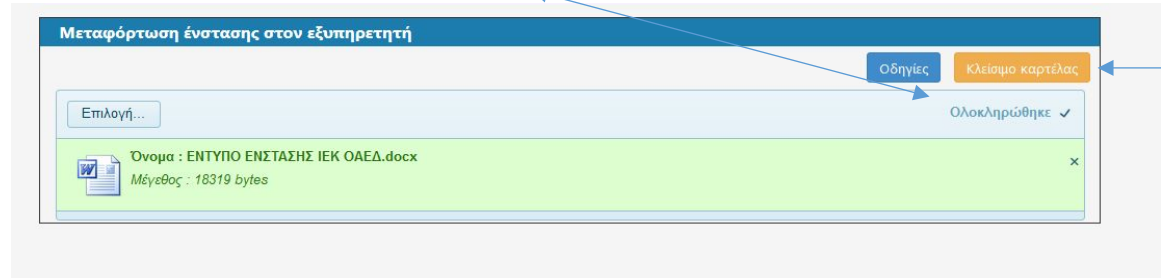 Μεταφόρτωση ένστασης στον εξυπηρετητή
Οδηγίες Κλείσιμο καρτέλας
Επιλογή... Ολοκληρώθηκε ✓
Όνομα : ΕΝΤΥΠΟ ΕΝΣΤΑΣΗΣ ΙΕΚ ΟΑΕΔ.docx
Μέγεθος : 18319 bytes